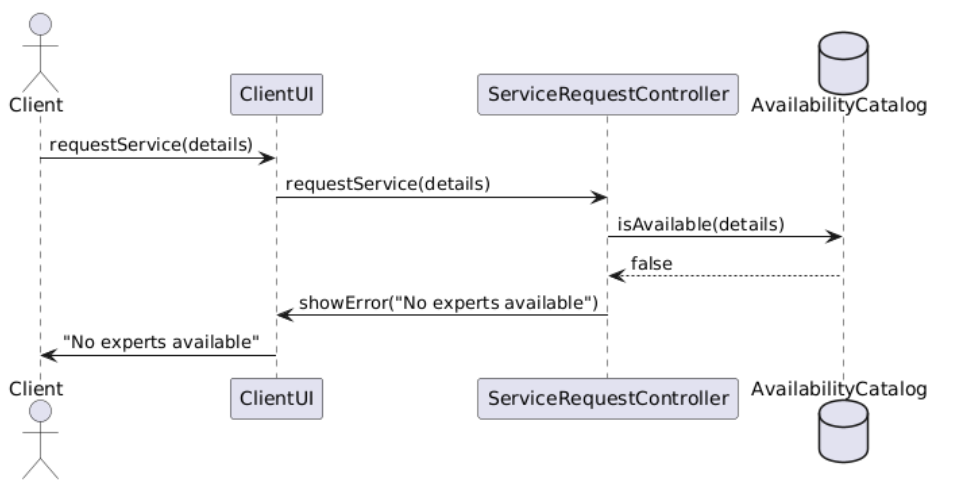 Client
ClientUI
ServiceRequestController
AvailabilityCatalog
requestService(details)
requestService(details)
isAvailable(details)
false
showError("No experts available")
"No experts available"
Client
ClientUI
ServiceRequestController
AvailabilityCatalog